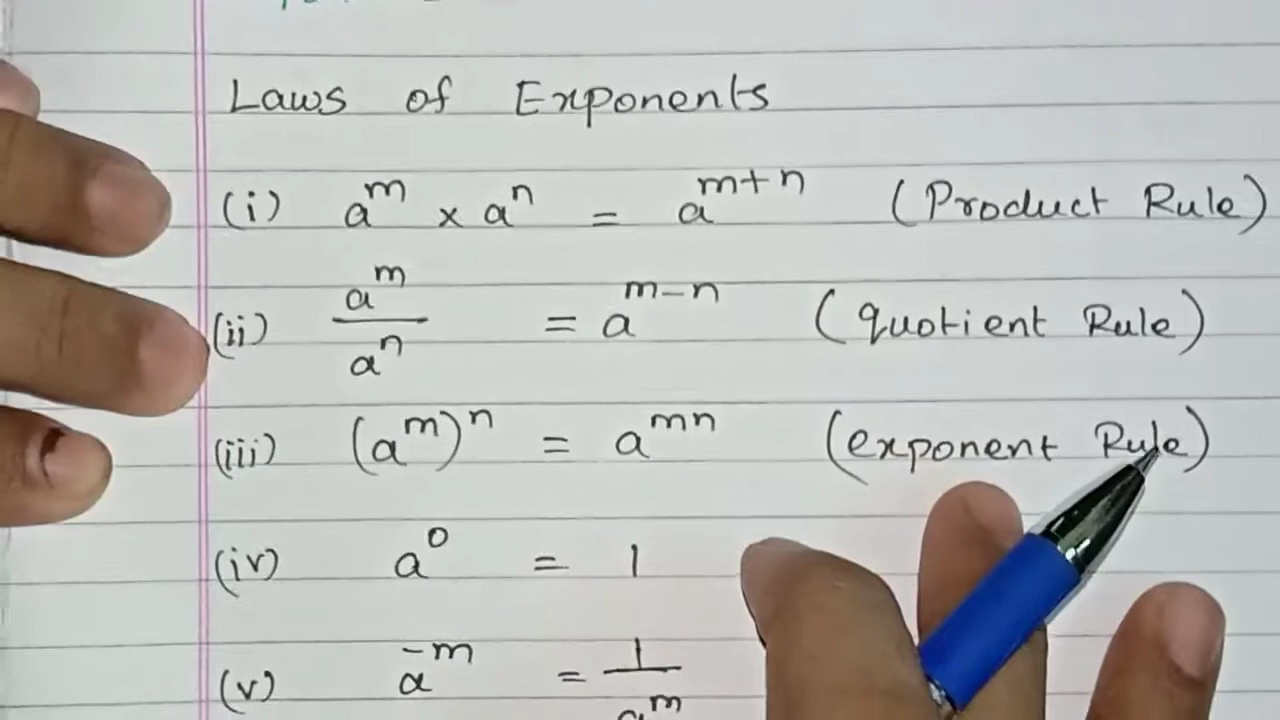 Laws of Exponents
(i) a^m × a^n = a^(m+n) (Product Rule)
(ii) a^m / a^n = a^(m-n) (quotient Rule)
(iii) (a^m)^n = a^(mn) (exponent Rule)
(iv) a^0 = 1
(v) a^(-m) = 1 / a^m